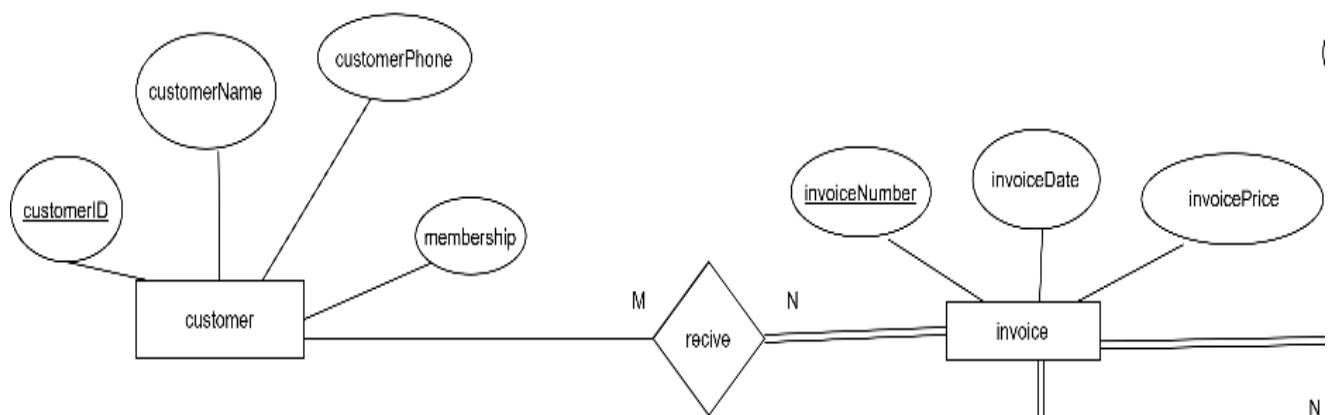 customerPhone
customerName
customerID
membership
invoiceNumber
invoiceDate
invoicePrice
customer
M
recive
N
invoice
N